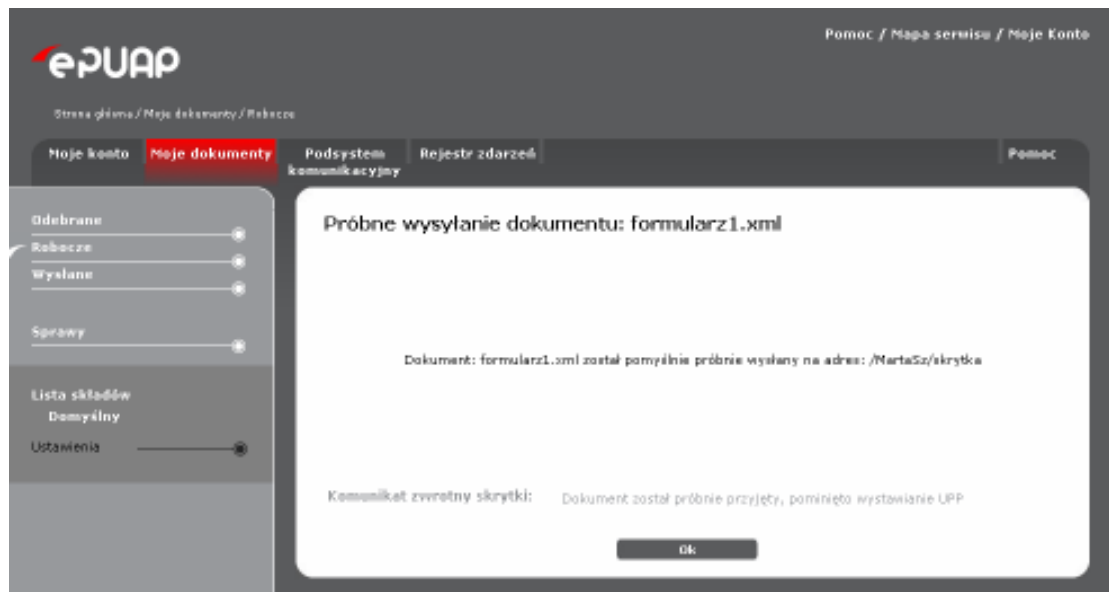 Pomoc / Mapa serwisu / Moje Konto
ePUAP
Strona główna / Moje dokumenty / Robocze
Moje konto Moje dokumenty Podsystem komunikacyjny Rejestr zdarzeń Pomoc
Odebrane
Robocze
Wysłane
Sprawy
Lista składów
Domyślny
Ustawienia
Próbne wysyłanie dokumentu: formularz1.xml
Dokument: formularz1.xml został pomyślnie próbnie wysłany na adres: /MartaSz/skrytka
Komunikat zwrotny skrytki: Dokument został próbnie przyjęty, pominięto wystawianie UPP
Ok